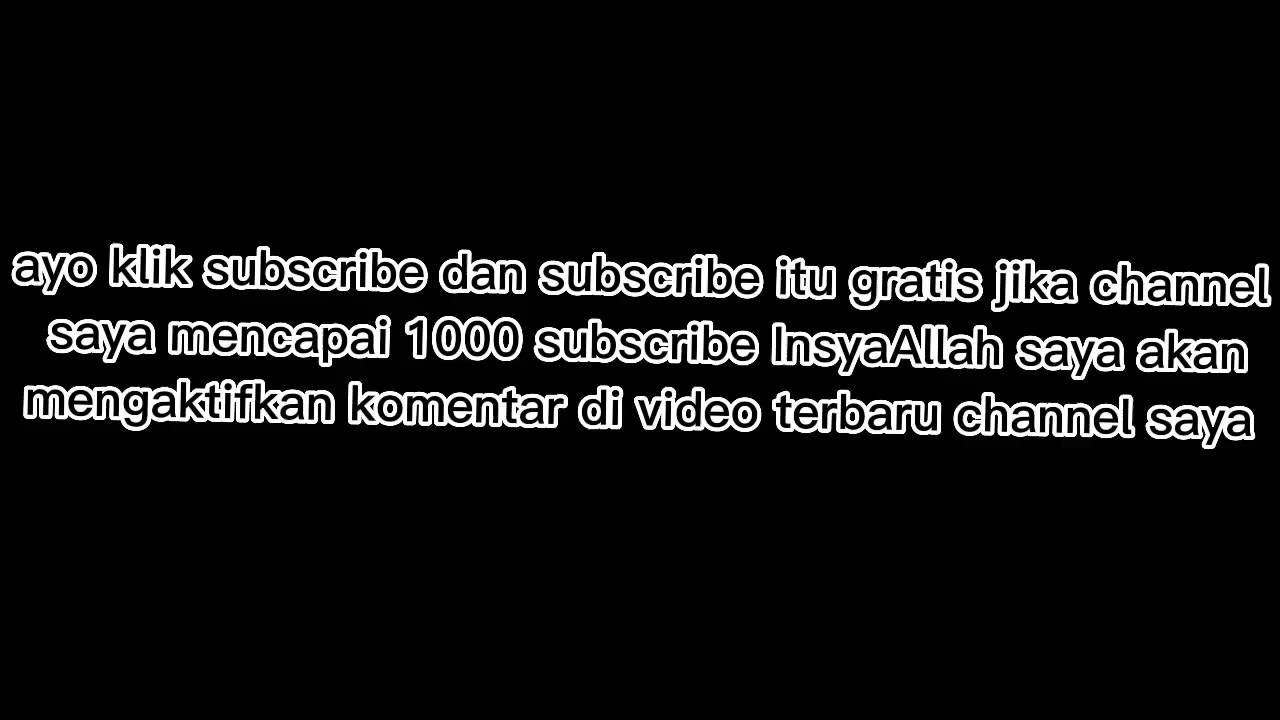 ayo klik subscribe dan subscribe itu gratis jika channel
saya mencapai 1000 subscribe InsyaAllah saya akan
mengaktifkan komentar di video terbaru channel saya